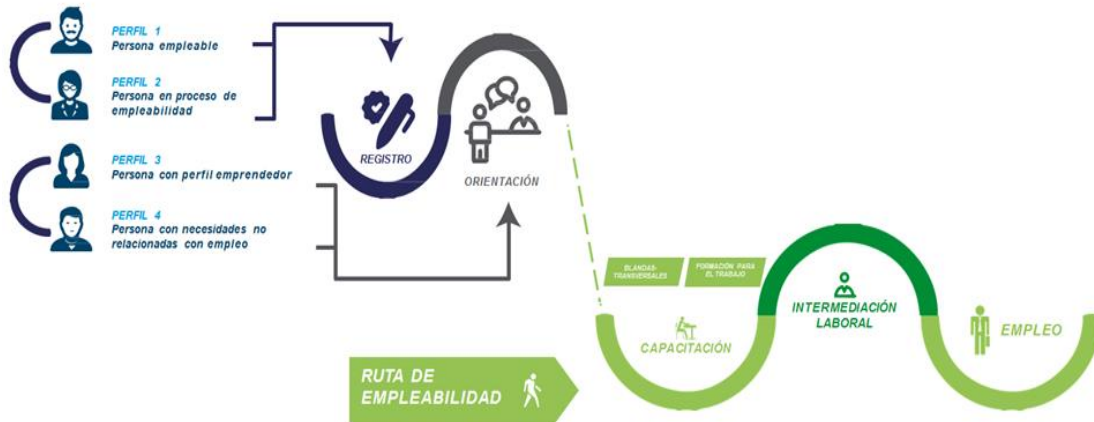 PERFIL 1
Persona empleable
PERFIL 2
Persona en proceso de
empleabilidad
PERFIL 3
Persona con perfil emprendedor
PERFIL 4
Persona con necesidades no
relacionadas con empleo
REGISTRO
ORIENTACIÓN
BLANDAS-
TRANSVERSALES
FORMACIÓN PARA
EL TRABAJO
CAPACITACIÓN
INTERMEDIACIÓN
LABORAL
EMPLEO
RUTA DE
EMPLEABILIDAD